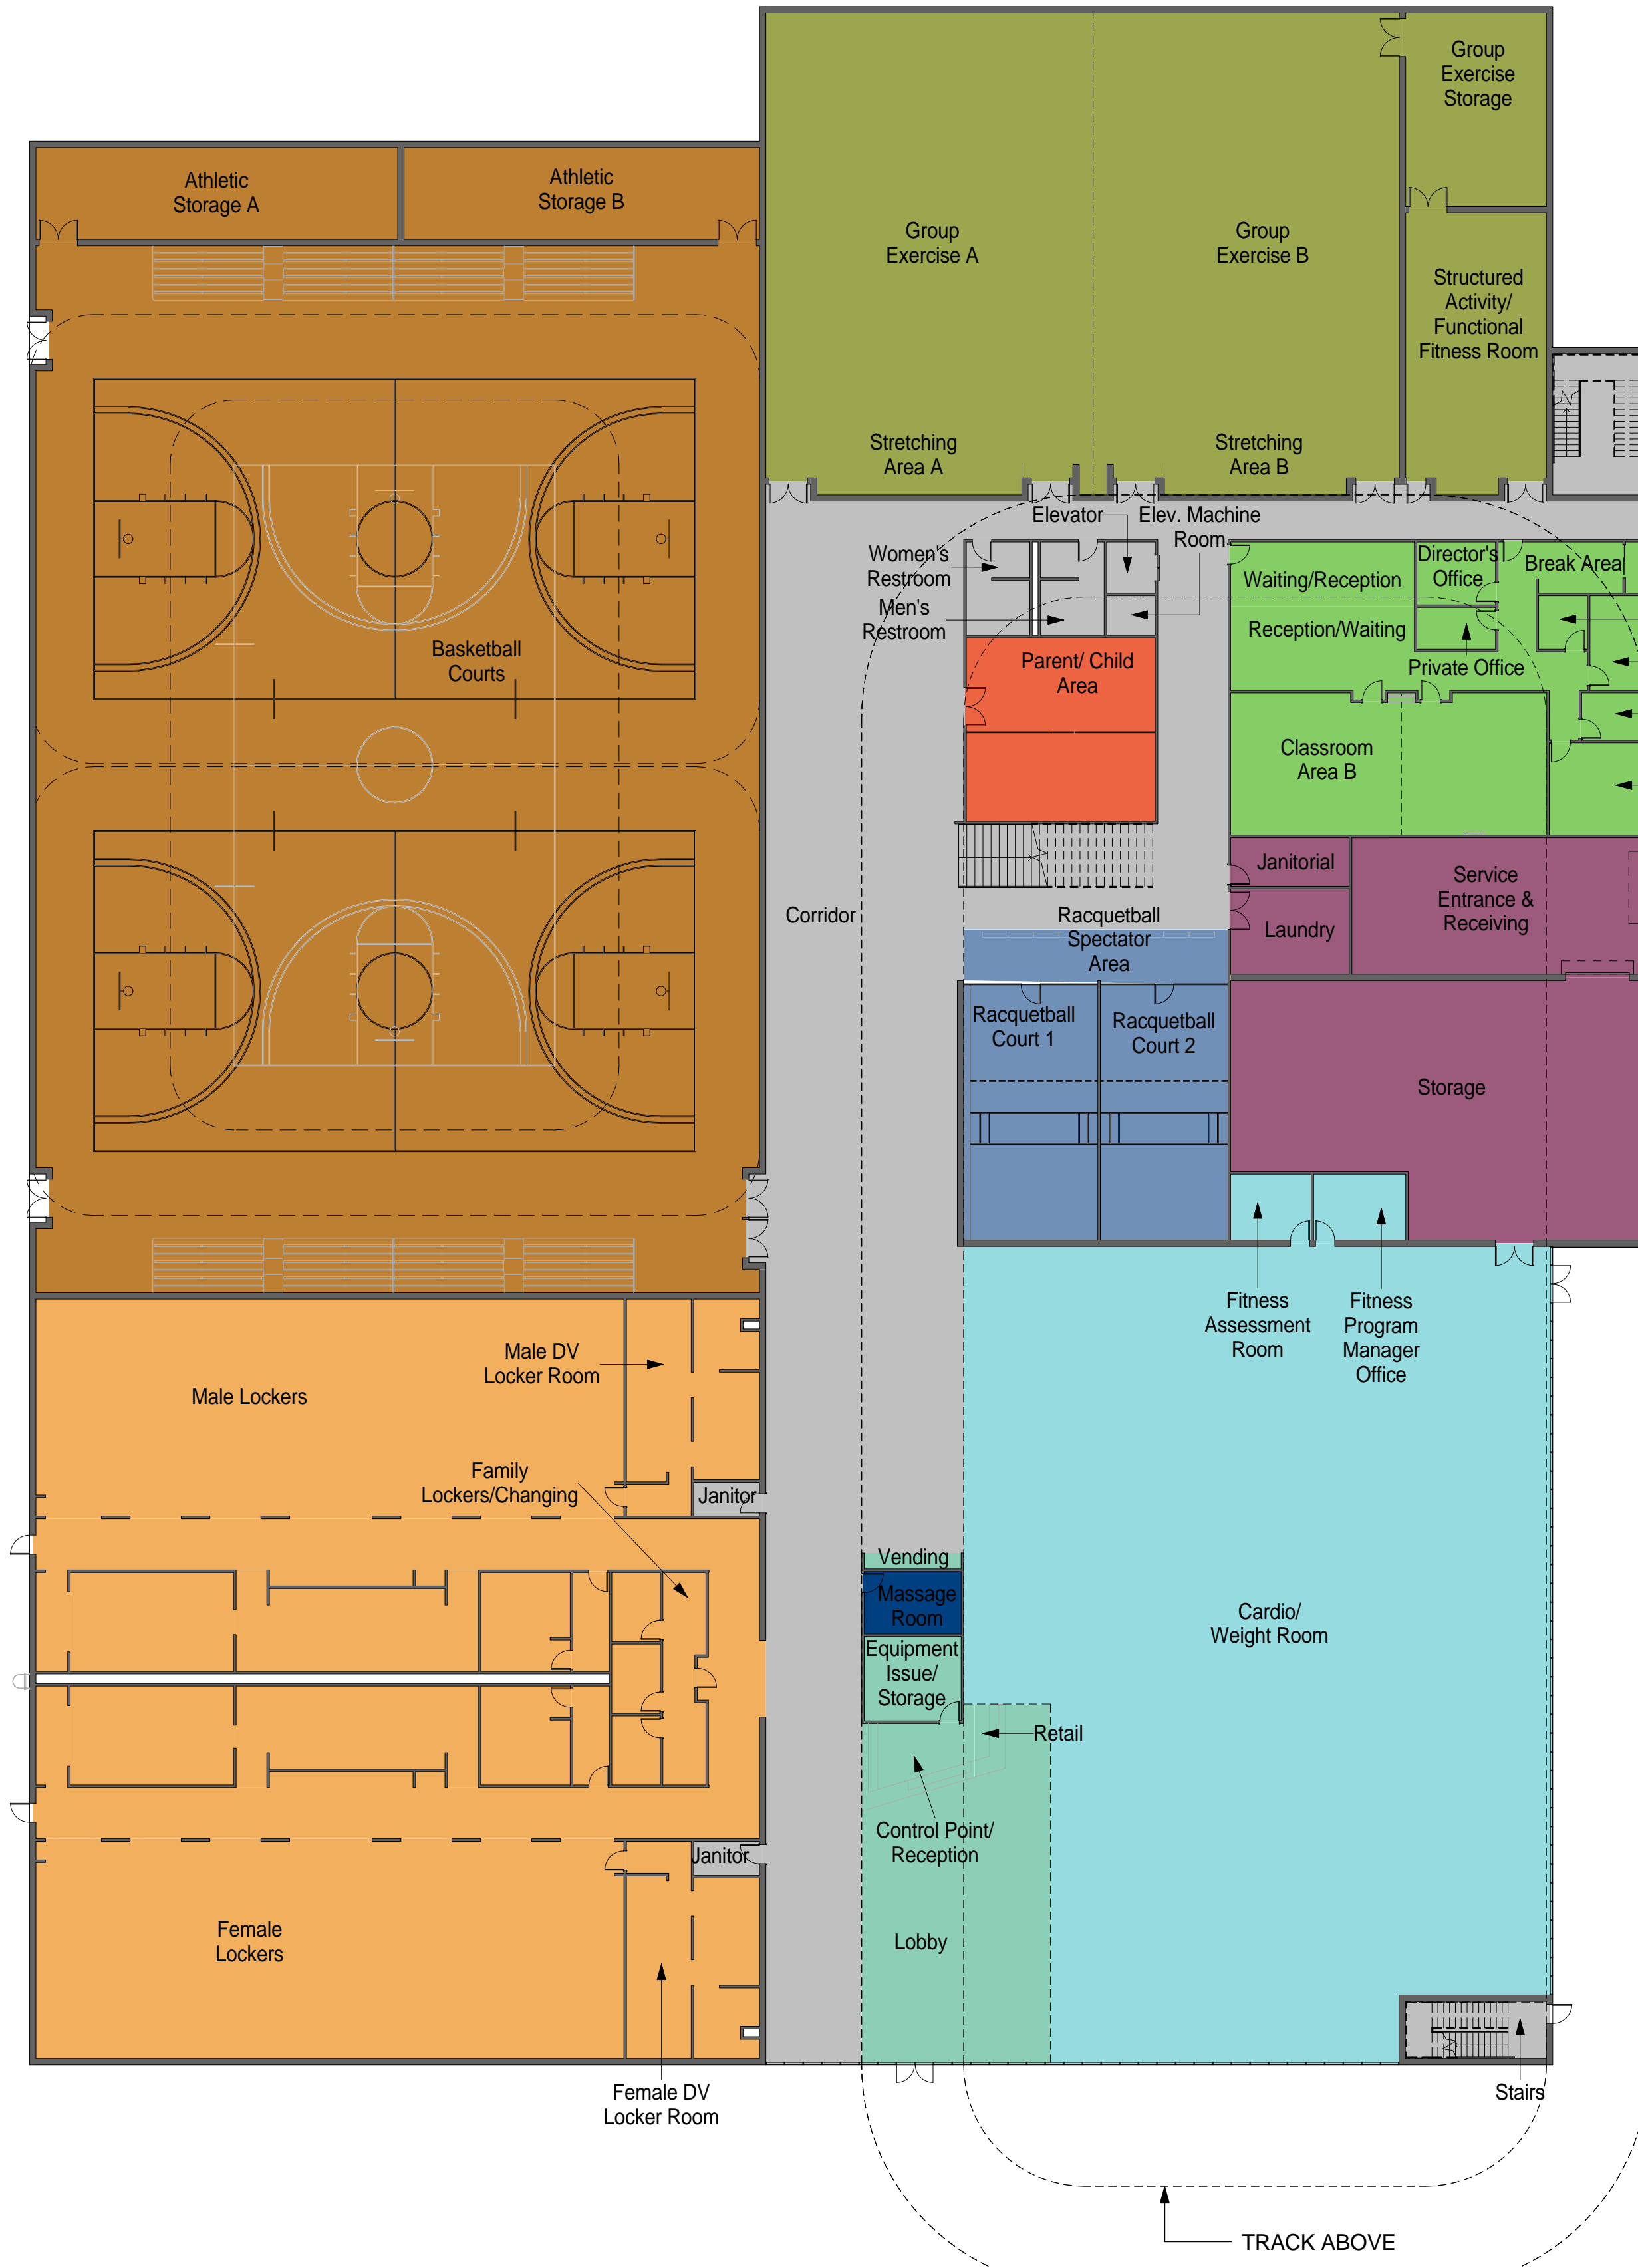 Group
Exercise
Storage
Athletic
Storage A
Athletic
Storage B
Group
Exercise A
Group
Exercise B
Structured
Activity/
Functional
Fitness Room
Stretching
Area A
Stretching
Area B
Elevator
Elev. Machine
Room
Women's
Restroom
Men's
Restroom
Waiting/Reception
Director's
Office
Break Area
Reception/Waiting
Private Office
Parent/ Child
Area
Basketball
Courts
Classroom
Area B
Janitorial
Laundry
Service
Entrance &
Receiving
Corridor
Racquetball
Spectator
Area
Racquetball
Court 1
Racquetball
Court 2
Storage
Fitness
Assessment
Room
Fitness
Program
Manager
Office
Male DV
Locker Room
Male Lockers
Family
Lockers/Changing
Janitor
Vending
Massage
Room
Equipment
Issue/
Storage
Cardio/
Weight Room
Retail
Control Point/
Reception
Janitor
Female
Lockers
Lobby
Female DV
Locker Room
Stairs
TRACK ABOVE